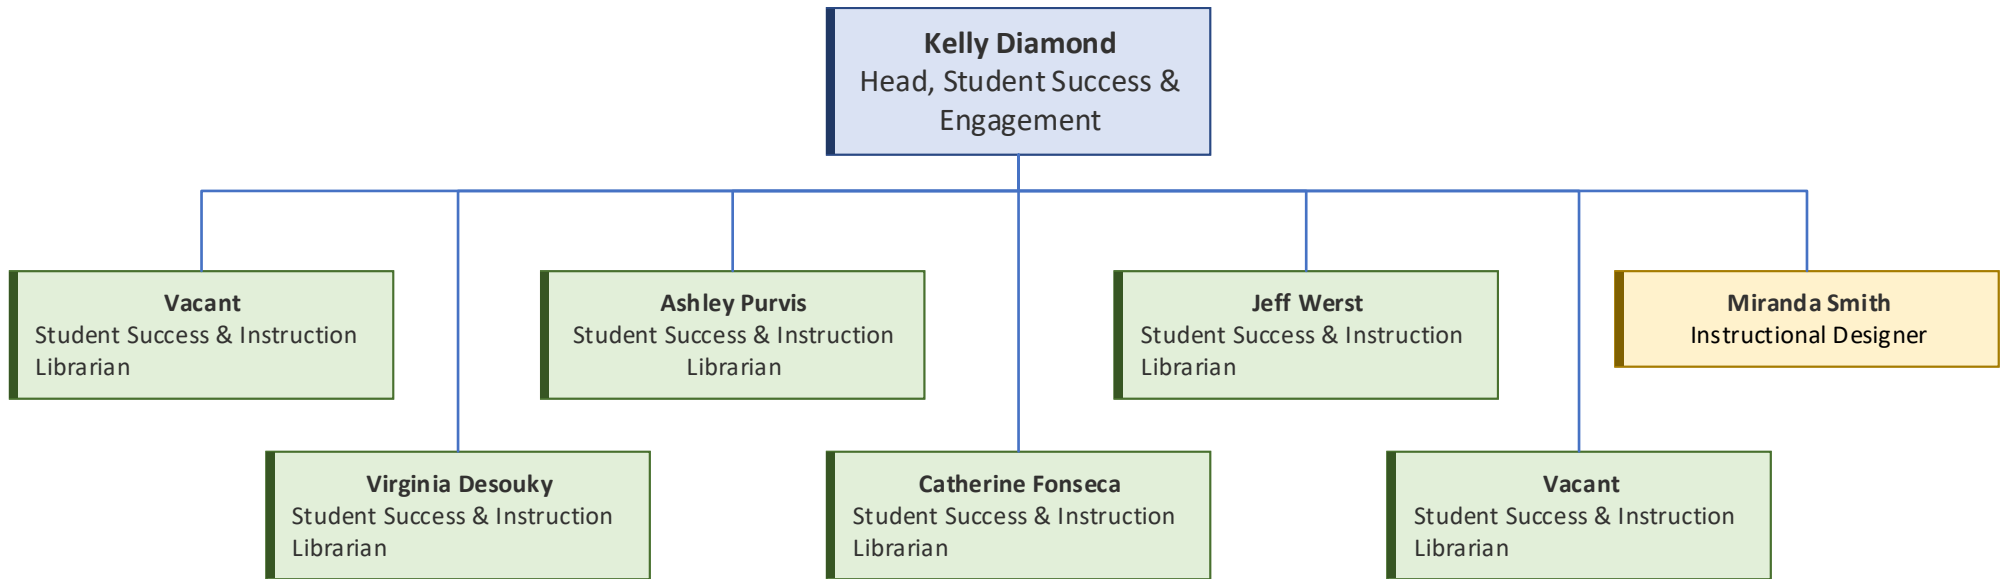 Kelly Diamond
Head, Student Success &
Engagement
Vacant
Student Success & Instruction
Librarian
Ashley Purvis
Student Success & Instruction
Librarian
Jeff Werst
Student Success & Instruction
Librarian
Miranda Smith
Instructional Designer
Virginia Desouky
Student Success & Instruction
Librarian
Catherine Fonseca
Student Success & Instruction
Librarian
Vacant
Student Success & Instruction
Librarian